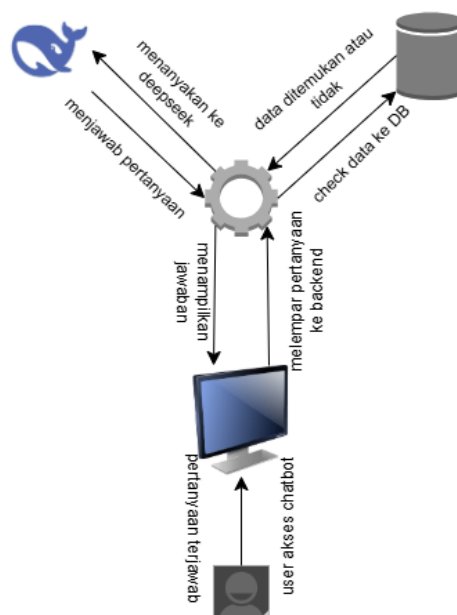 menanyakan ke
deepseek
menjawab pertanyaan
data ditemukan atau
tidak
check data ke DB
menampilkan
jawaban
melempar pertanyaan
ke backend
pertanyaan terjawab
user akses chatbot